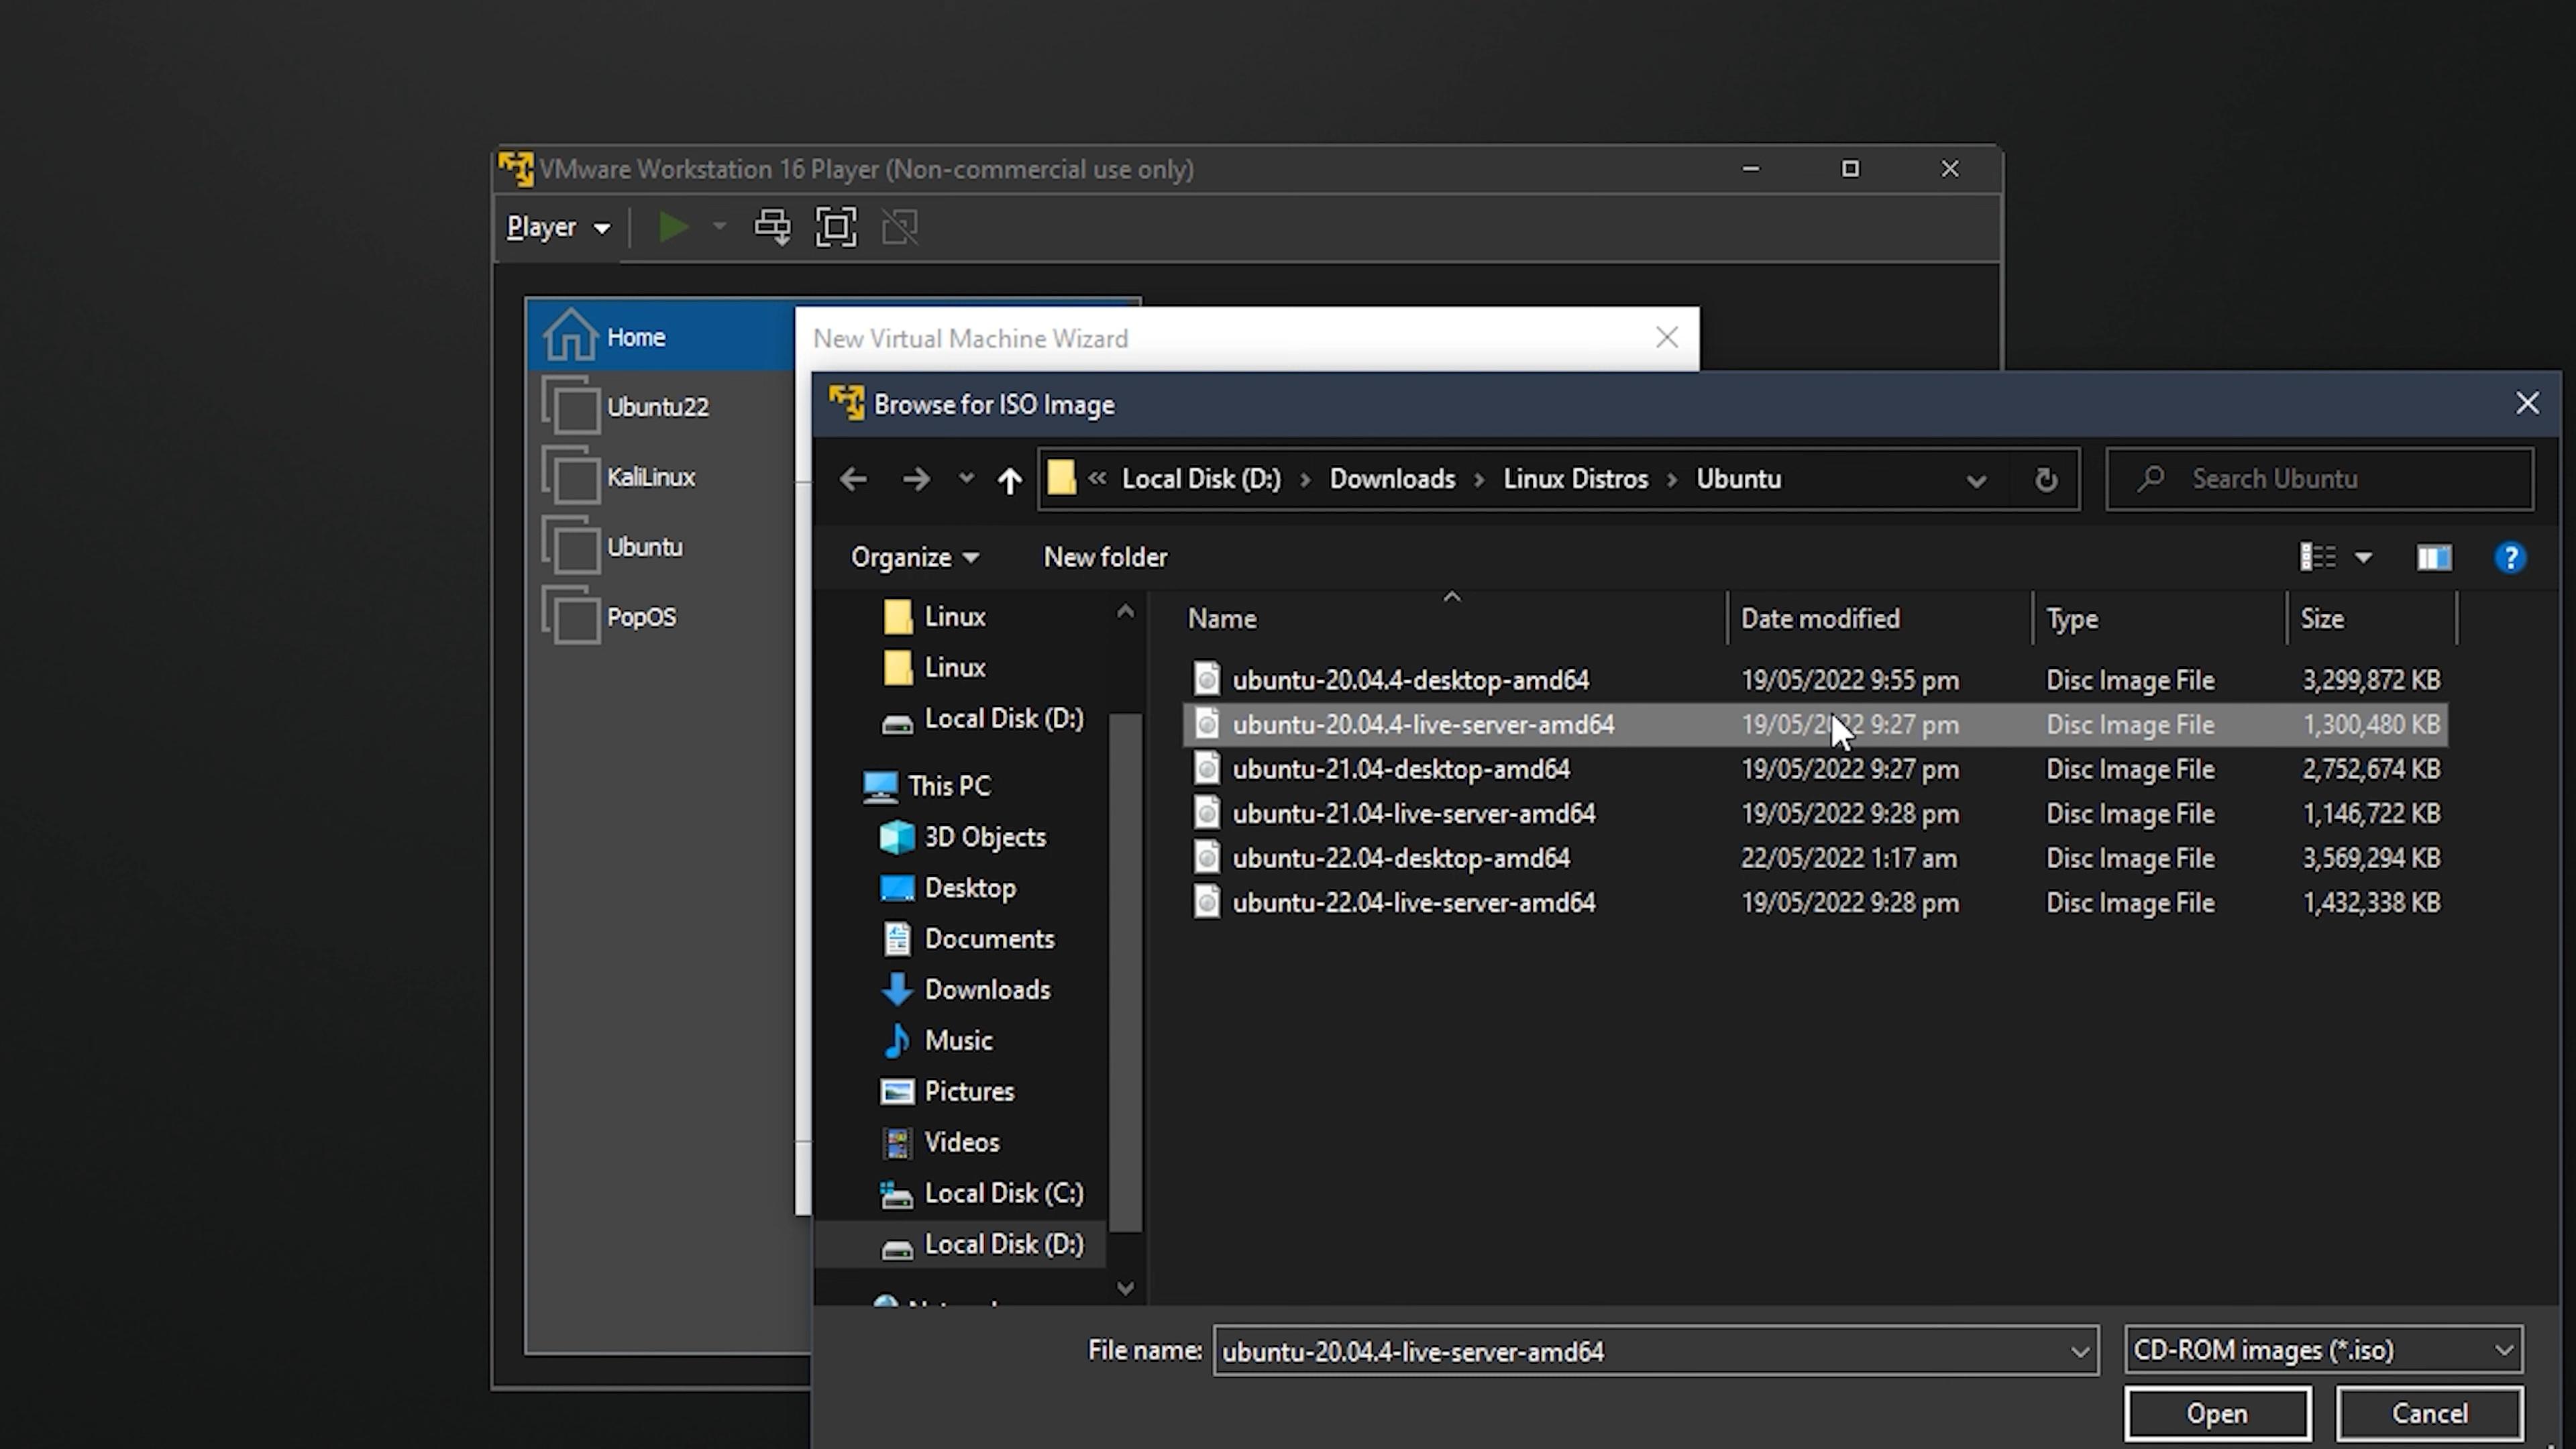 VMware Workstation 16 Player (Non-commercial use only)
Player
Home
Ubuntu22
KaliLinux
Ubuntu
PopOS
New Virtual Machine Wizard
Browse for ISO Image
« Local Disk (D:) › Downloads › Linux Distros › Ubuntu
Search Ubuntu
Organize
New folder
?
Linux
Linux
Local Disk (D:)
This PC
3D Objects
Desktop
Documents
Downloads
Music
Pictures
Videos
Local Disk (C:)
Local Disk (D:)
Name Date modified Type Size
ubuntu-20.04.4-desktop-amd64 19/05/2022 9:55 pm Disc Image File 3,299,872 KB
ubuntu-20.04.4-live-server-amd64 19/05/2022 9:27 pm Disc Image File 1,300,480 KB
ubuntu-21.04-desktop-amd64 19/05/2022 9:27 pm Disc Image File 2,752,674 KB
ubuntu-21.04-live-server-amd64 19/05/2022 9:28 pm Disc Image File 1,146,722 KB
ubuntu-22.04-desktop-amd64 22/05/2022 1:17 am Disc Image File 3,569,294 KB
ubuntu-22.04-live-server-amd64 19/05/2022 9:28 pm Disc Image File 1,432,338 KB
File name: ubuntu-20.04.4-live-server-amd64
CD-ROM images (*.iso)
Open
Cancel